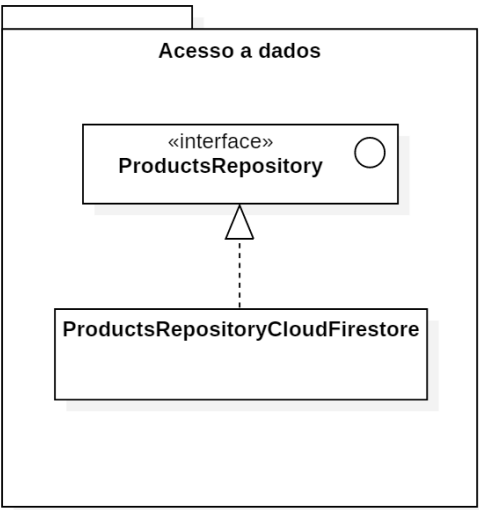 Acesso a dados
«interface»
ProductsRepository
ProductsRepositoryCloudFirestore